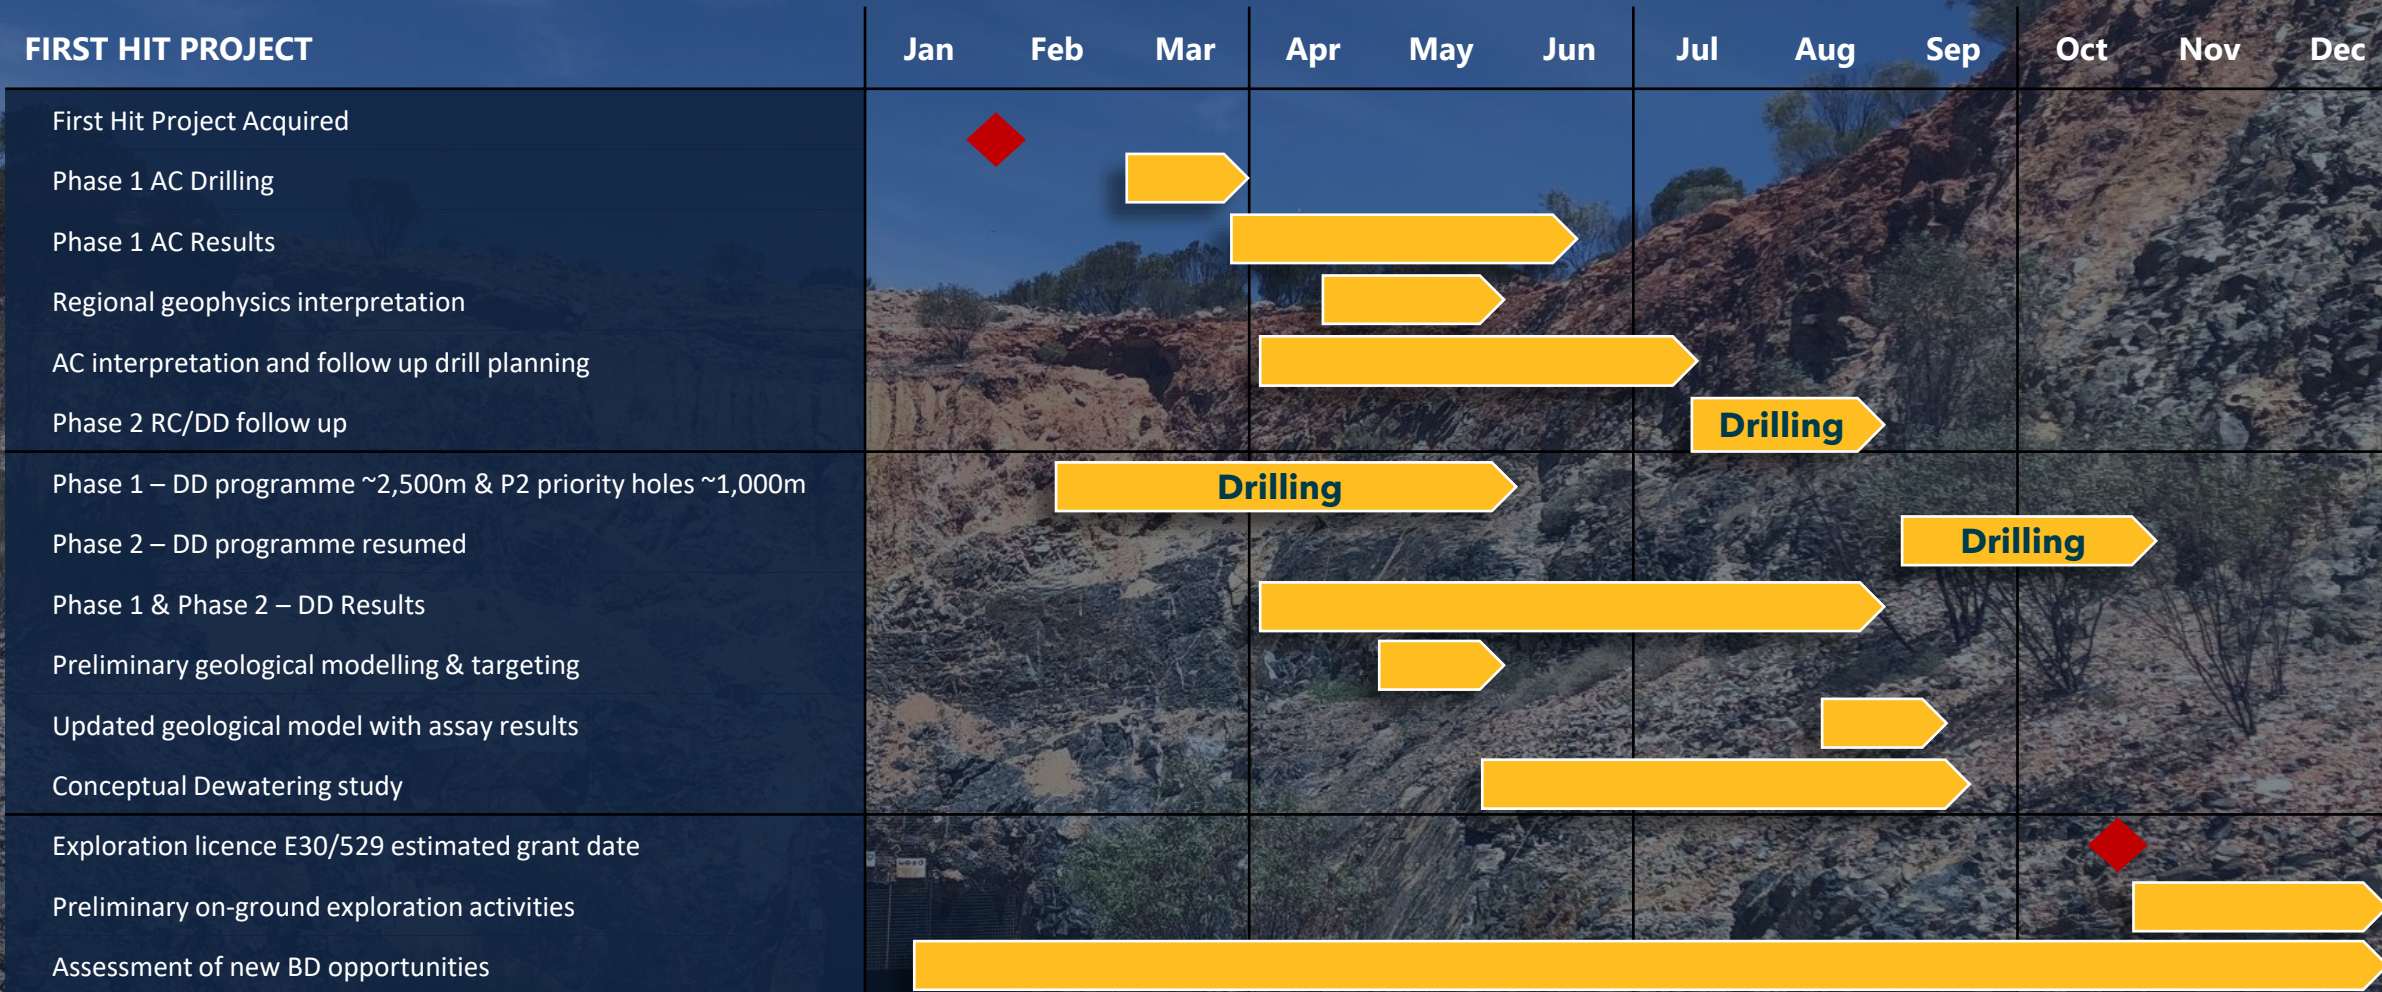 FIRST HIT PROJECT Jan Feb Mar Apr May Jun Jul Aug Sep Oct Nov Dec
First Hit Project Acquired
Phase 1 AC Drilling
Phase 1 AC Results
Regional geophysics interpretation
AC interpretation and follow up drill planning
Phase 2 RC/DD follow up Drilling
Phase 1 – DD programme ~2,500m & P2 priority holes ~1,000m Drilling
Phase 2 – DD programme resumed Drilling
Phase 1 & Phase 2 – DD Results
Preliminary geological modelling & targeting
Updated geological model with assay results
Conceptual Dewatering study
Exploration licence E30/529 estimated grant date
Preliminary on-ground exploration activities
Assessment of new BD opportunities